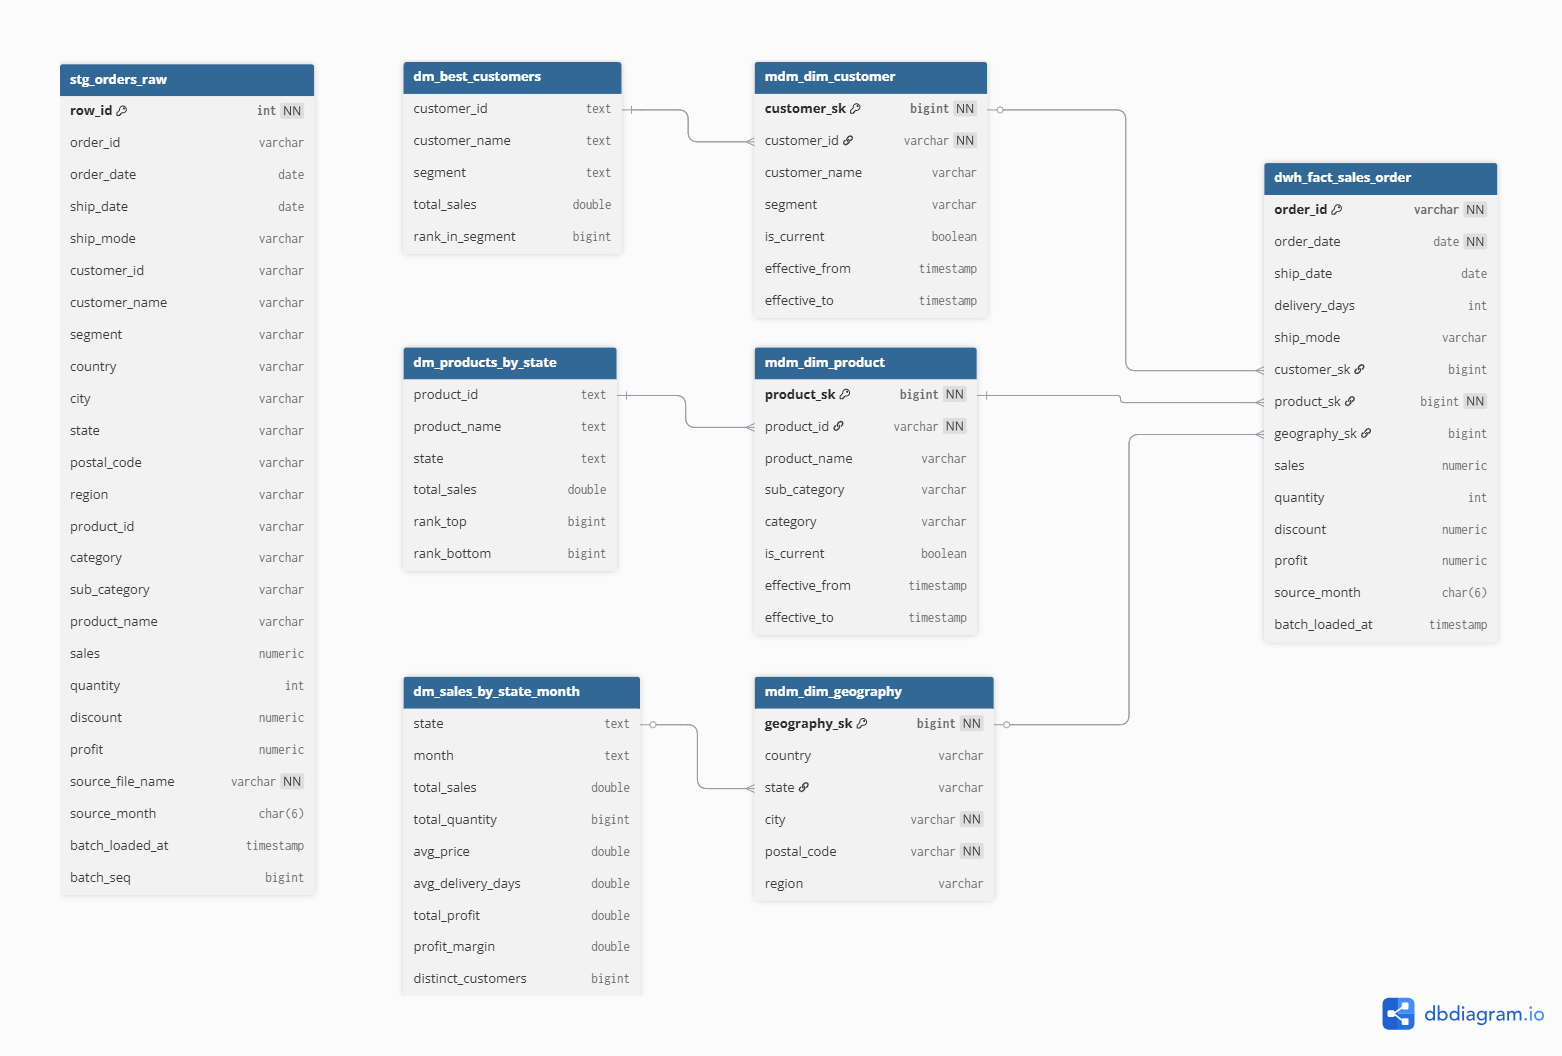 stg_orders_raw
row_id int NN
order_id varchar
order_date date
ship_date date
ship_mode varchar
customer_id varchar
customer_name varchar
segment varchar
country varchar
city varchar
state varchar
postal_code varchar
region varchar
product_id varchar
category varchar
sub_category varchar
product_name varchar
sales numeric
quantity int
discount numeric
profit numeric
source_file_name varchar NN
source_month char(6)
batch_loaded_at timestamp
batch_seq bigint
dm_best_customers
customer_id text
customer_name text
segment text
total_sales double
rank_in_segment bigint
dm_products_by_state
product_id text
product_name text
state text
total_sales double
rank_top bigint
rank_bottom bigint
dm_sales_by_state_month
state text
month text
total_sales double
total_quantity bigint
avg_price double
avg_delivery_days double
total_profit double
profit_margin double
distinct_customers bigint
mdm_dim_customer
customer_sk bigint NN
customer_id varchar NN
customer_name varchar
segment varchar
is_current boolean
effective_from timestamp
effective_to timestamp
mdm_dim_product
product_sk bigint NN
product_id varchar NN
product_name varchar
sub_category varchar
category varchar
is_current boolean
effective_from timestamp
effective_to timestamp
mdm_dim_geography
geography_sk bigint NN
country varchar
state varchar
city varchar NN
postal_code varchar NN
region varchar
dwh_fact_sales_order
order_id varchar NN
order_date date NN
ship_date date
delivery_days int
ship_mode varchar
customer_sk bigint
product_sk bigint NN
geography_sk bigint
sales numeric
quantity int
discount numeric
profit numeric
source_month char(6)
batch_loaded_at timestamp
dbdiagram.io